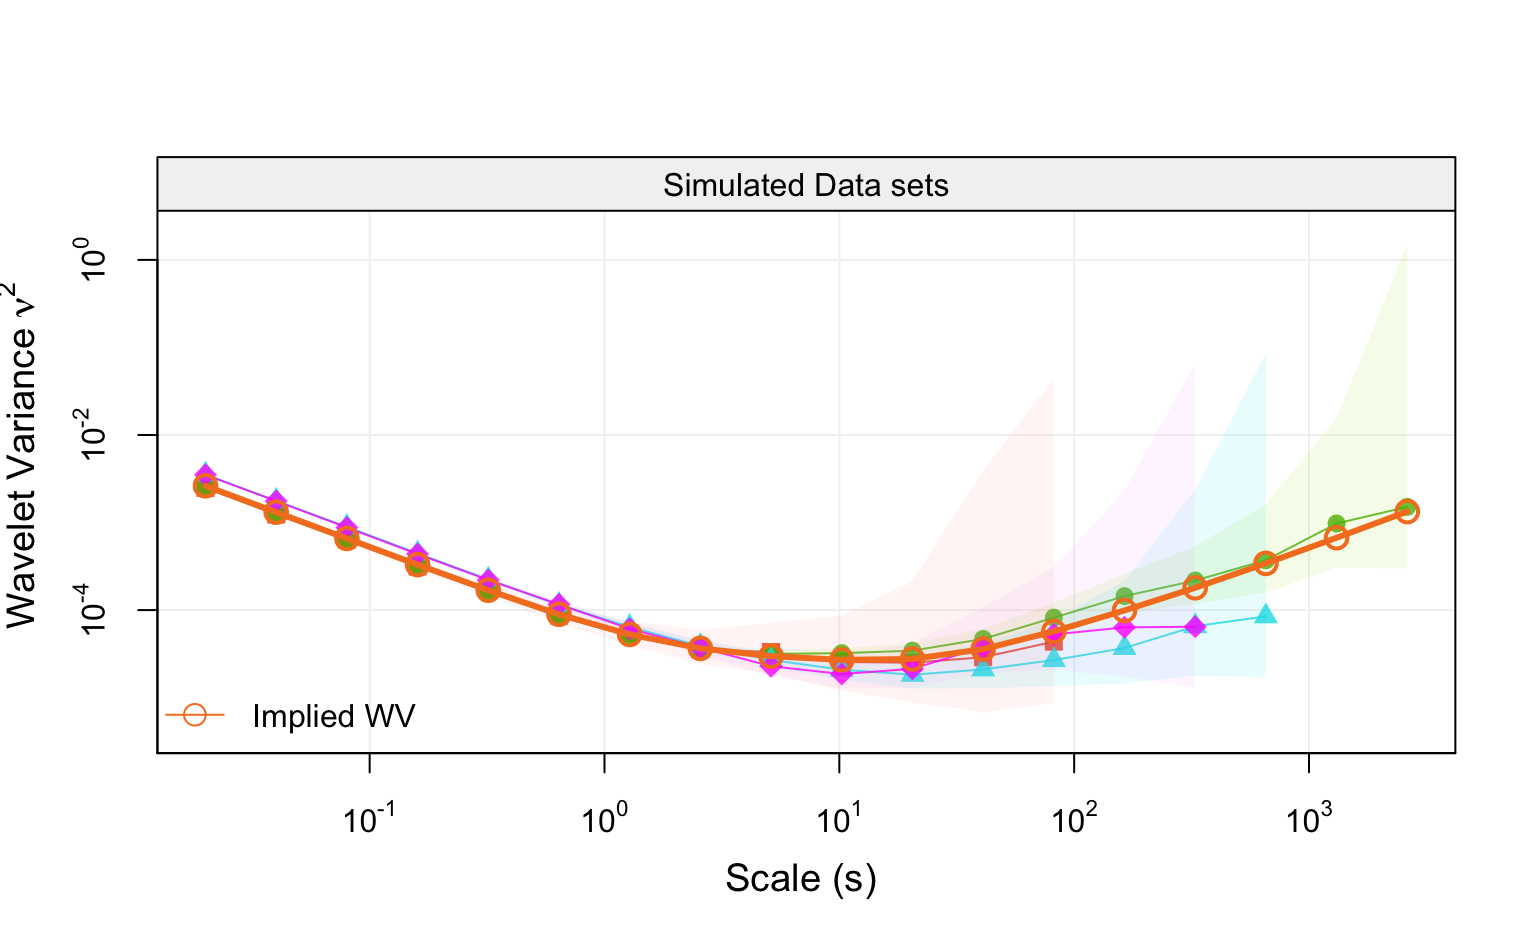 Simulated Data sets
Wavelet Variance ν²
10⁰
10⁻²
10⁻⁴
Implied WV
10⁻¹ 10⁰ 10¹ 10² 10³
Scale (s)